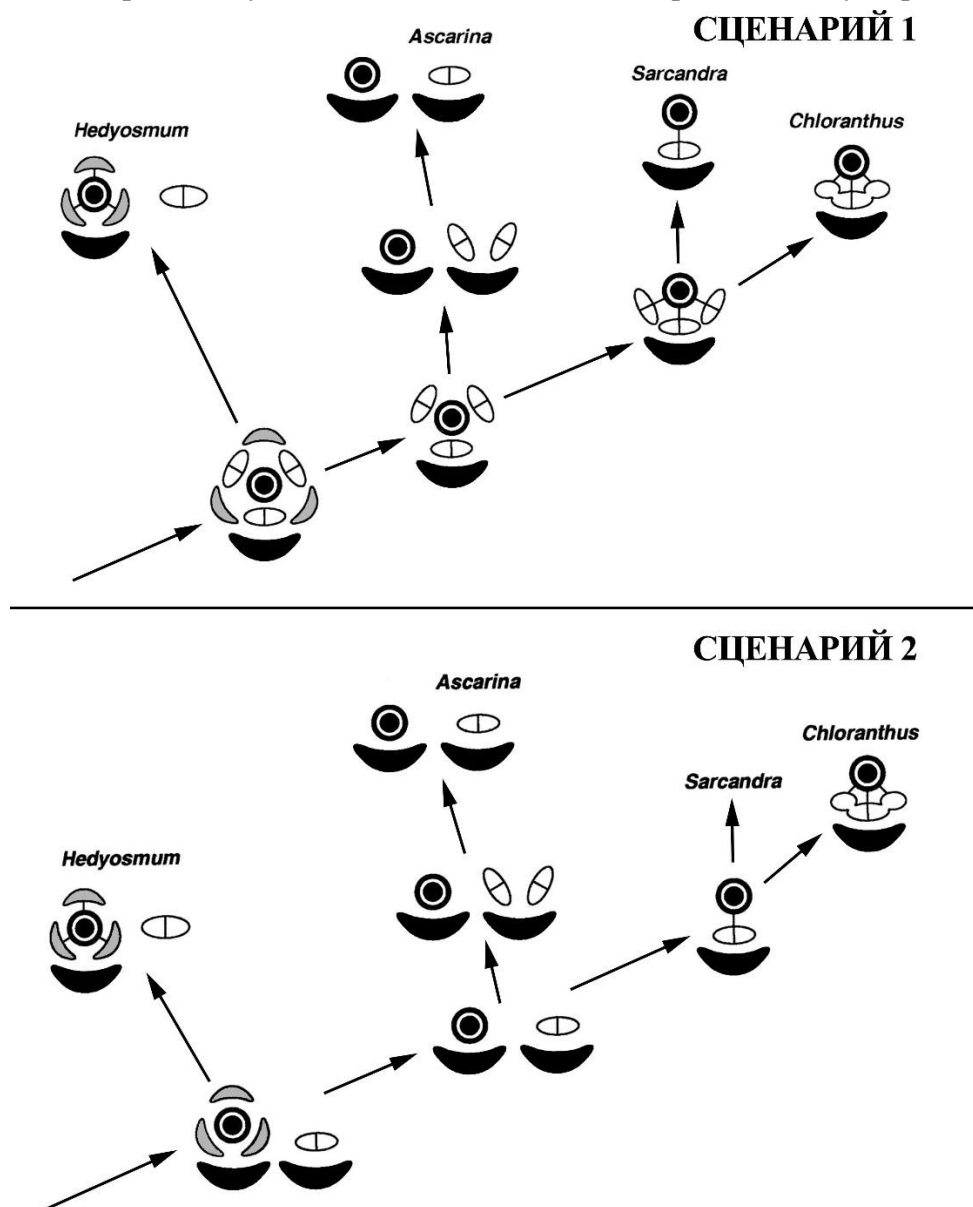 СЦЕНАРИЙ 1
Ascarina
Sarcandra
Hedyosmum
Chloranthus
СЦЕНАРИЙ 2
Ascarina
Chloranthus
Sarcandra
Hedyosmum